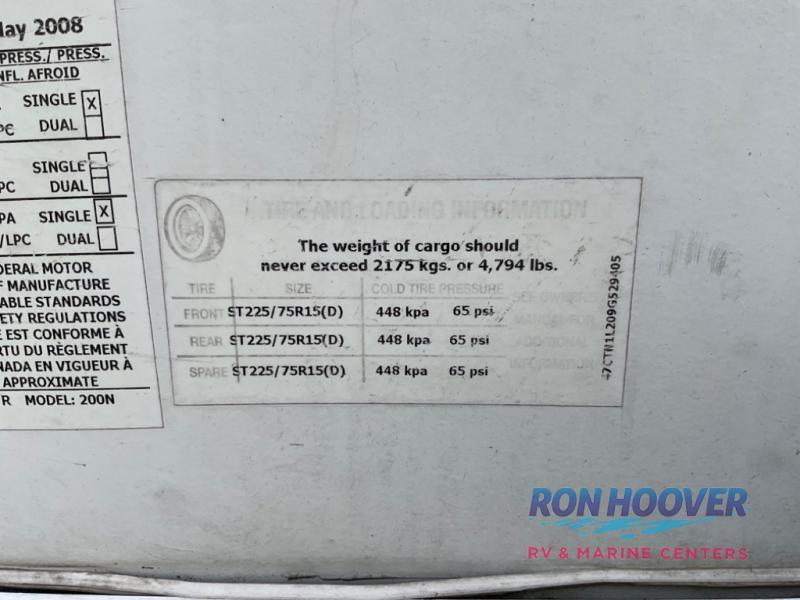 May 2008
PRESS./ PRESS.
NFL. AFROID
SINGLE X
PC DUAL
SINGLE
PC DUAL
PA SINGLE X
/LPC DUAL
DERAL MOTOR
F MANUFACTURE
ABLE STANDARDS
ETY REGULATIONS
E EST CONFORME À
RTU DU RÈGLEMENT
NADA EN VIGUEUR À
APPROXIMATE
R MODEL: 200N
TIRE AND LOADING INFORMATION
The weight of cargo should
never exceed 2175 kgs. or 4,794 lbs.
TIRE SIZE COLD TIRE PRESSURE
FRONT ST225/75R15(D) 448 kpa 65 psi
REAR ST225/75R15(D) 448 kpa 65 psi
SPARE ST225/75R15(D) 448 kpa 65 psi
SEE OWNERS
MANUAL FOR
ADDITIONAL
INFORMATION
47CTN1L209G529405
RON HOOVER
RV & MARINE CENTERS